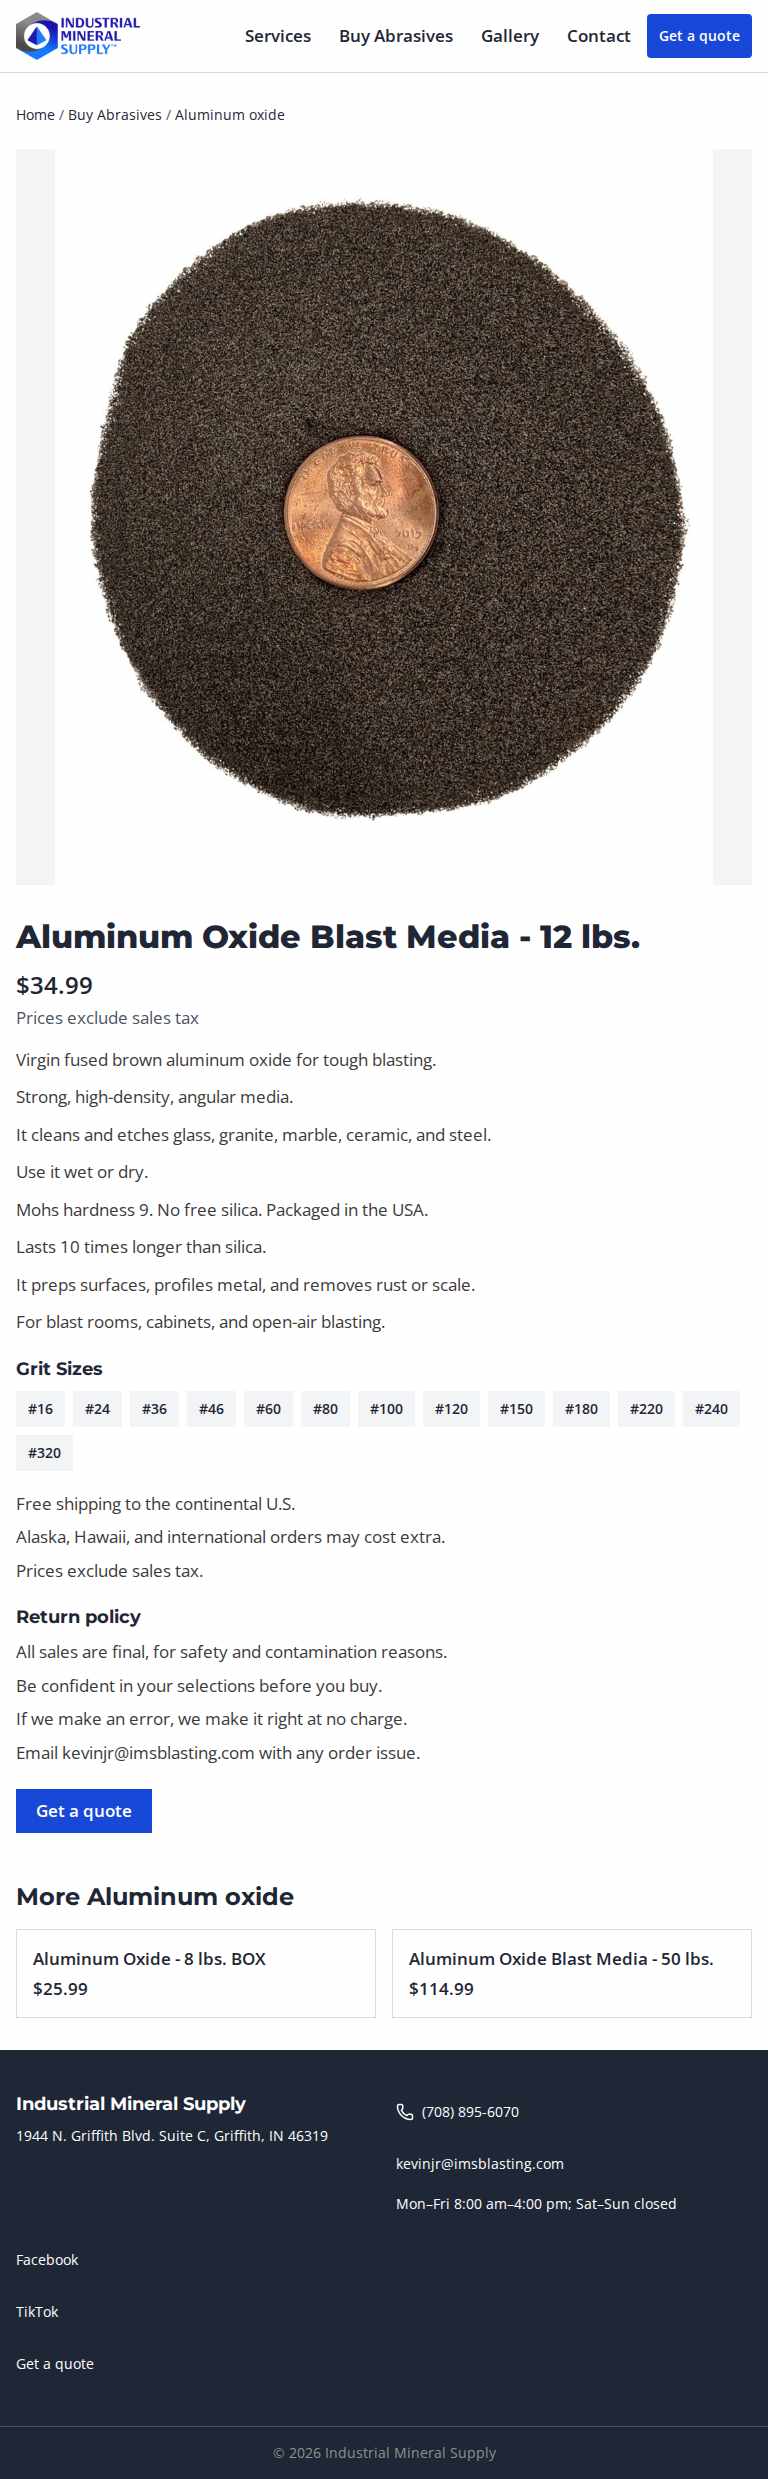 INDUSTRIAL
MINERAL
SUPPLY™
Services
Buy Abrasives
Gallery
Contact
Get a quote
Home / Buy Abrasives / Aluminum oxide
Aluminum Oxide Blast Media - 12 lbs.
$34.99
Prices exclude sales tax
Virgin fused brown aluminum oxide for tough blasting.
Strong, high-density, angular media.
It cleans and etches glass, granite, marble, ceramic, and steel.
Use it wet or dry.
Mohs hardness 9. No free silica. Packaged in the USA.
Lasts 10 times longer than silica.
It preps surfaces, profiles metal, and removes rust or scale.
For blast rooms, cabinets, and open-air blasting.
Grit Sizes
#16 #24 #36 #46 #60 #80 #100 #120 #150 #180 #220 #240
#320
Free shipping to the continental U.S.
Alaska, Hawaii, and international orders may cost extra.
Prices exclude sales tax.
Return policy
All sales are final, for safety and contamination reasons.
Be confident in your selections before you buy.
If we make an error, we make it right at no charge.
Email kevinjr@imsblasting.com with any order issue.
Get a quote
More Aluminum oxide
Aluminum Oxide - 8 lbs. BOX
$25.99
Aluminum Oxide Blast Media - 50 lbs.
$114.99
Industrial Mineral Supply
1944 N. Griffith Blvd. Suite C, Griffith, IN 46319
(708) 895-6070
kevinjr@imsblasting.com
Mon–Fri 8:00 am–4:00 pm; Sat–Sun closed
Facebook
TikTok
Get a quote
© 2026 Industrial Mineral Supply